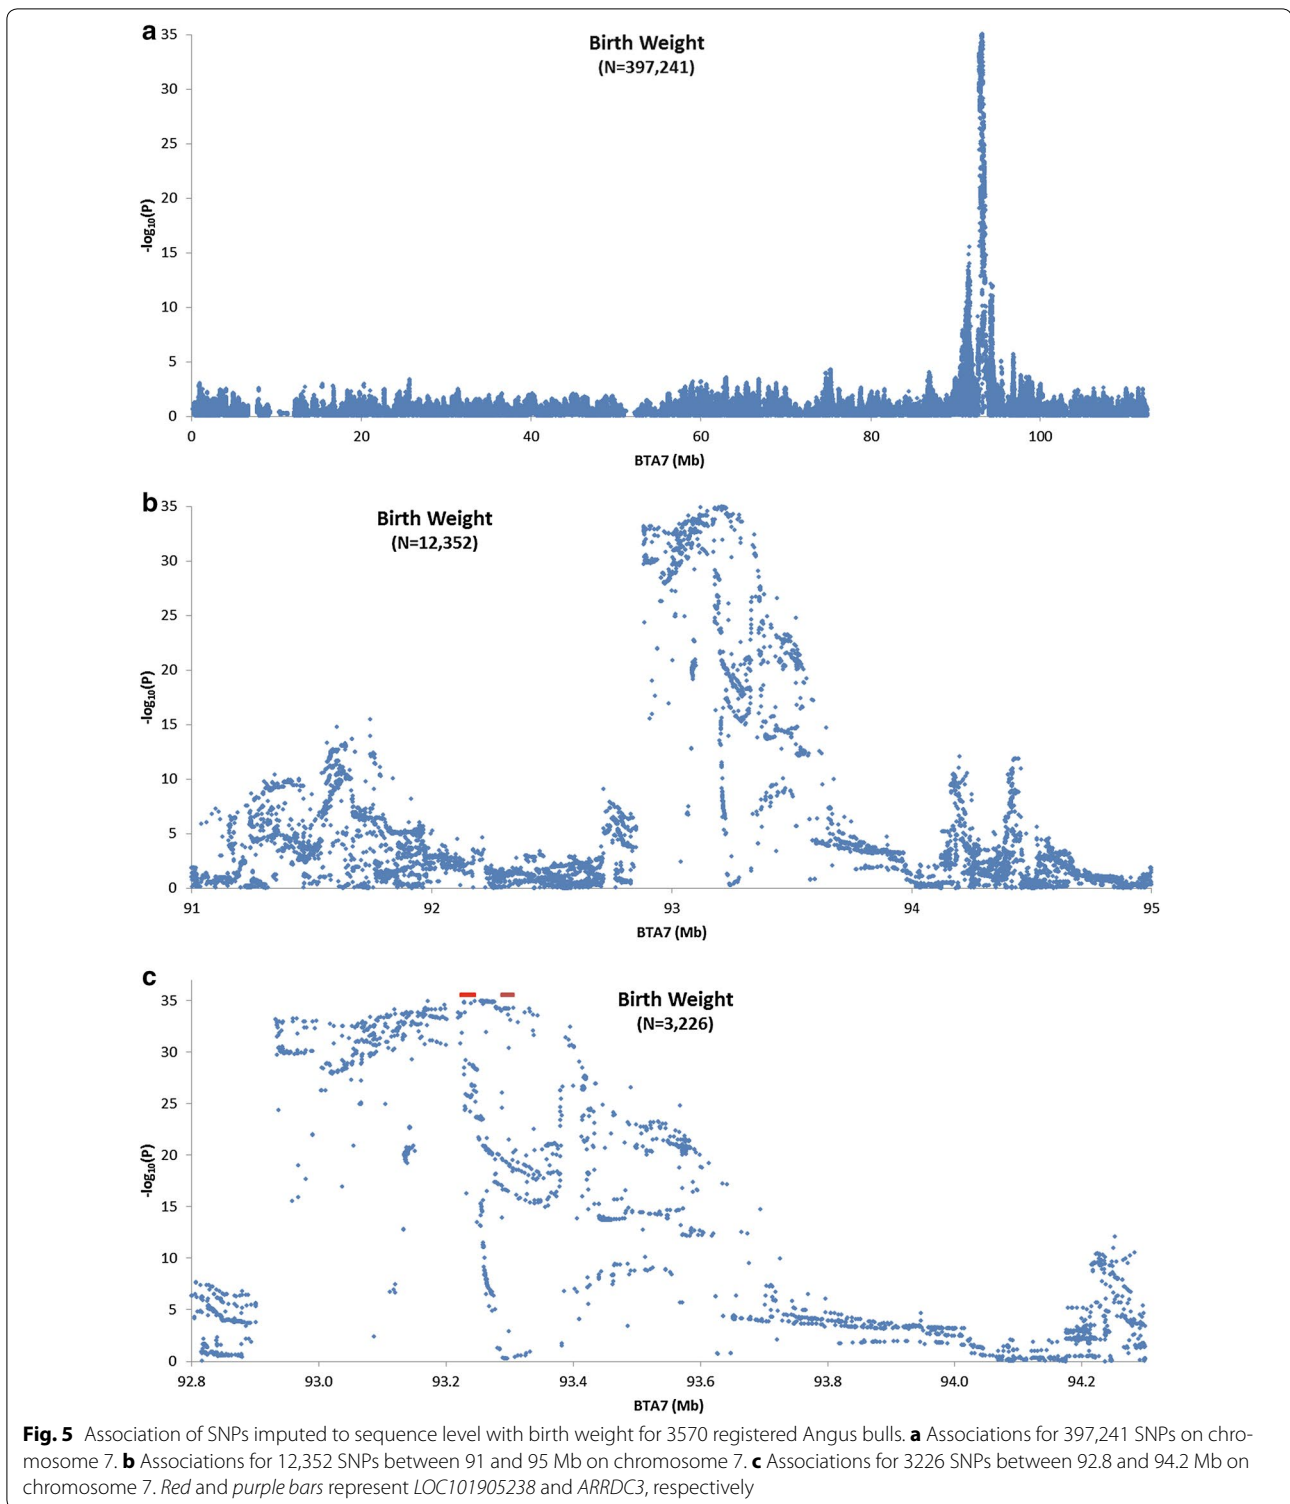 a
Birth Weight
(N=397,241)
35
30
25
20
15
10
5
0
-log10(P)
0 20 40 60 80 100
BTA7 (Mb)
b
Birth Weight
(N=12,352)
35
30
25
20
15
10
5
0
-log10(P)
91 92 93 94 95
BTA7 (Mb)
c
Birth Weight
(N=3,226)
35
30
25
20
15
10
5
0
-log10(P)
92.8 93.0 93.2 93.4 93.6 93.8 94.0 94.2
BTA7 (Mb)
Fig. 5 Association of SNPs imputed to sequence level with birth weight for 3570 registered Angus bulls. a Associations for 397,241 SNPs on chro-
mosome 7. b Associations for 12,352 SNPs between 91 and 95 Mb on chromosome 7. c Associations for 3226 SNPs between 92.8 and 94.2 Mb on
chromosome 7. Red and purple bars represent LOC101905238 and ARRDC3, respectively